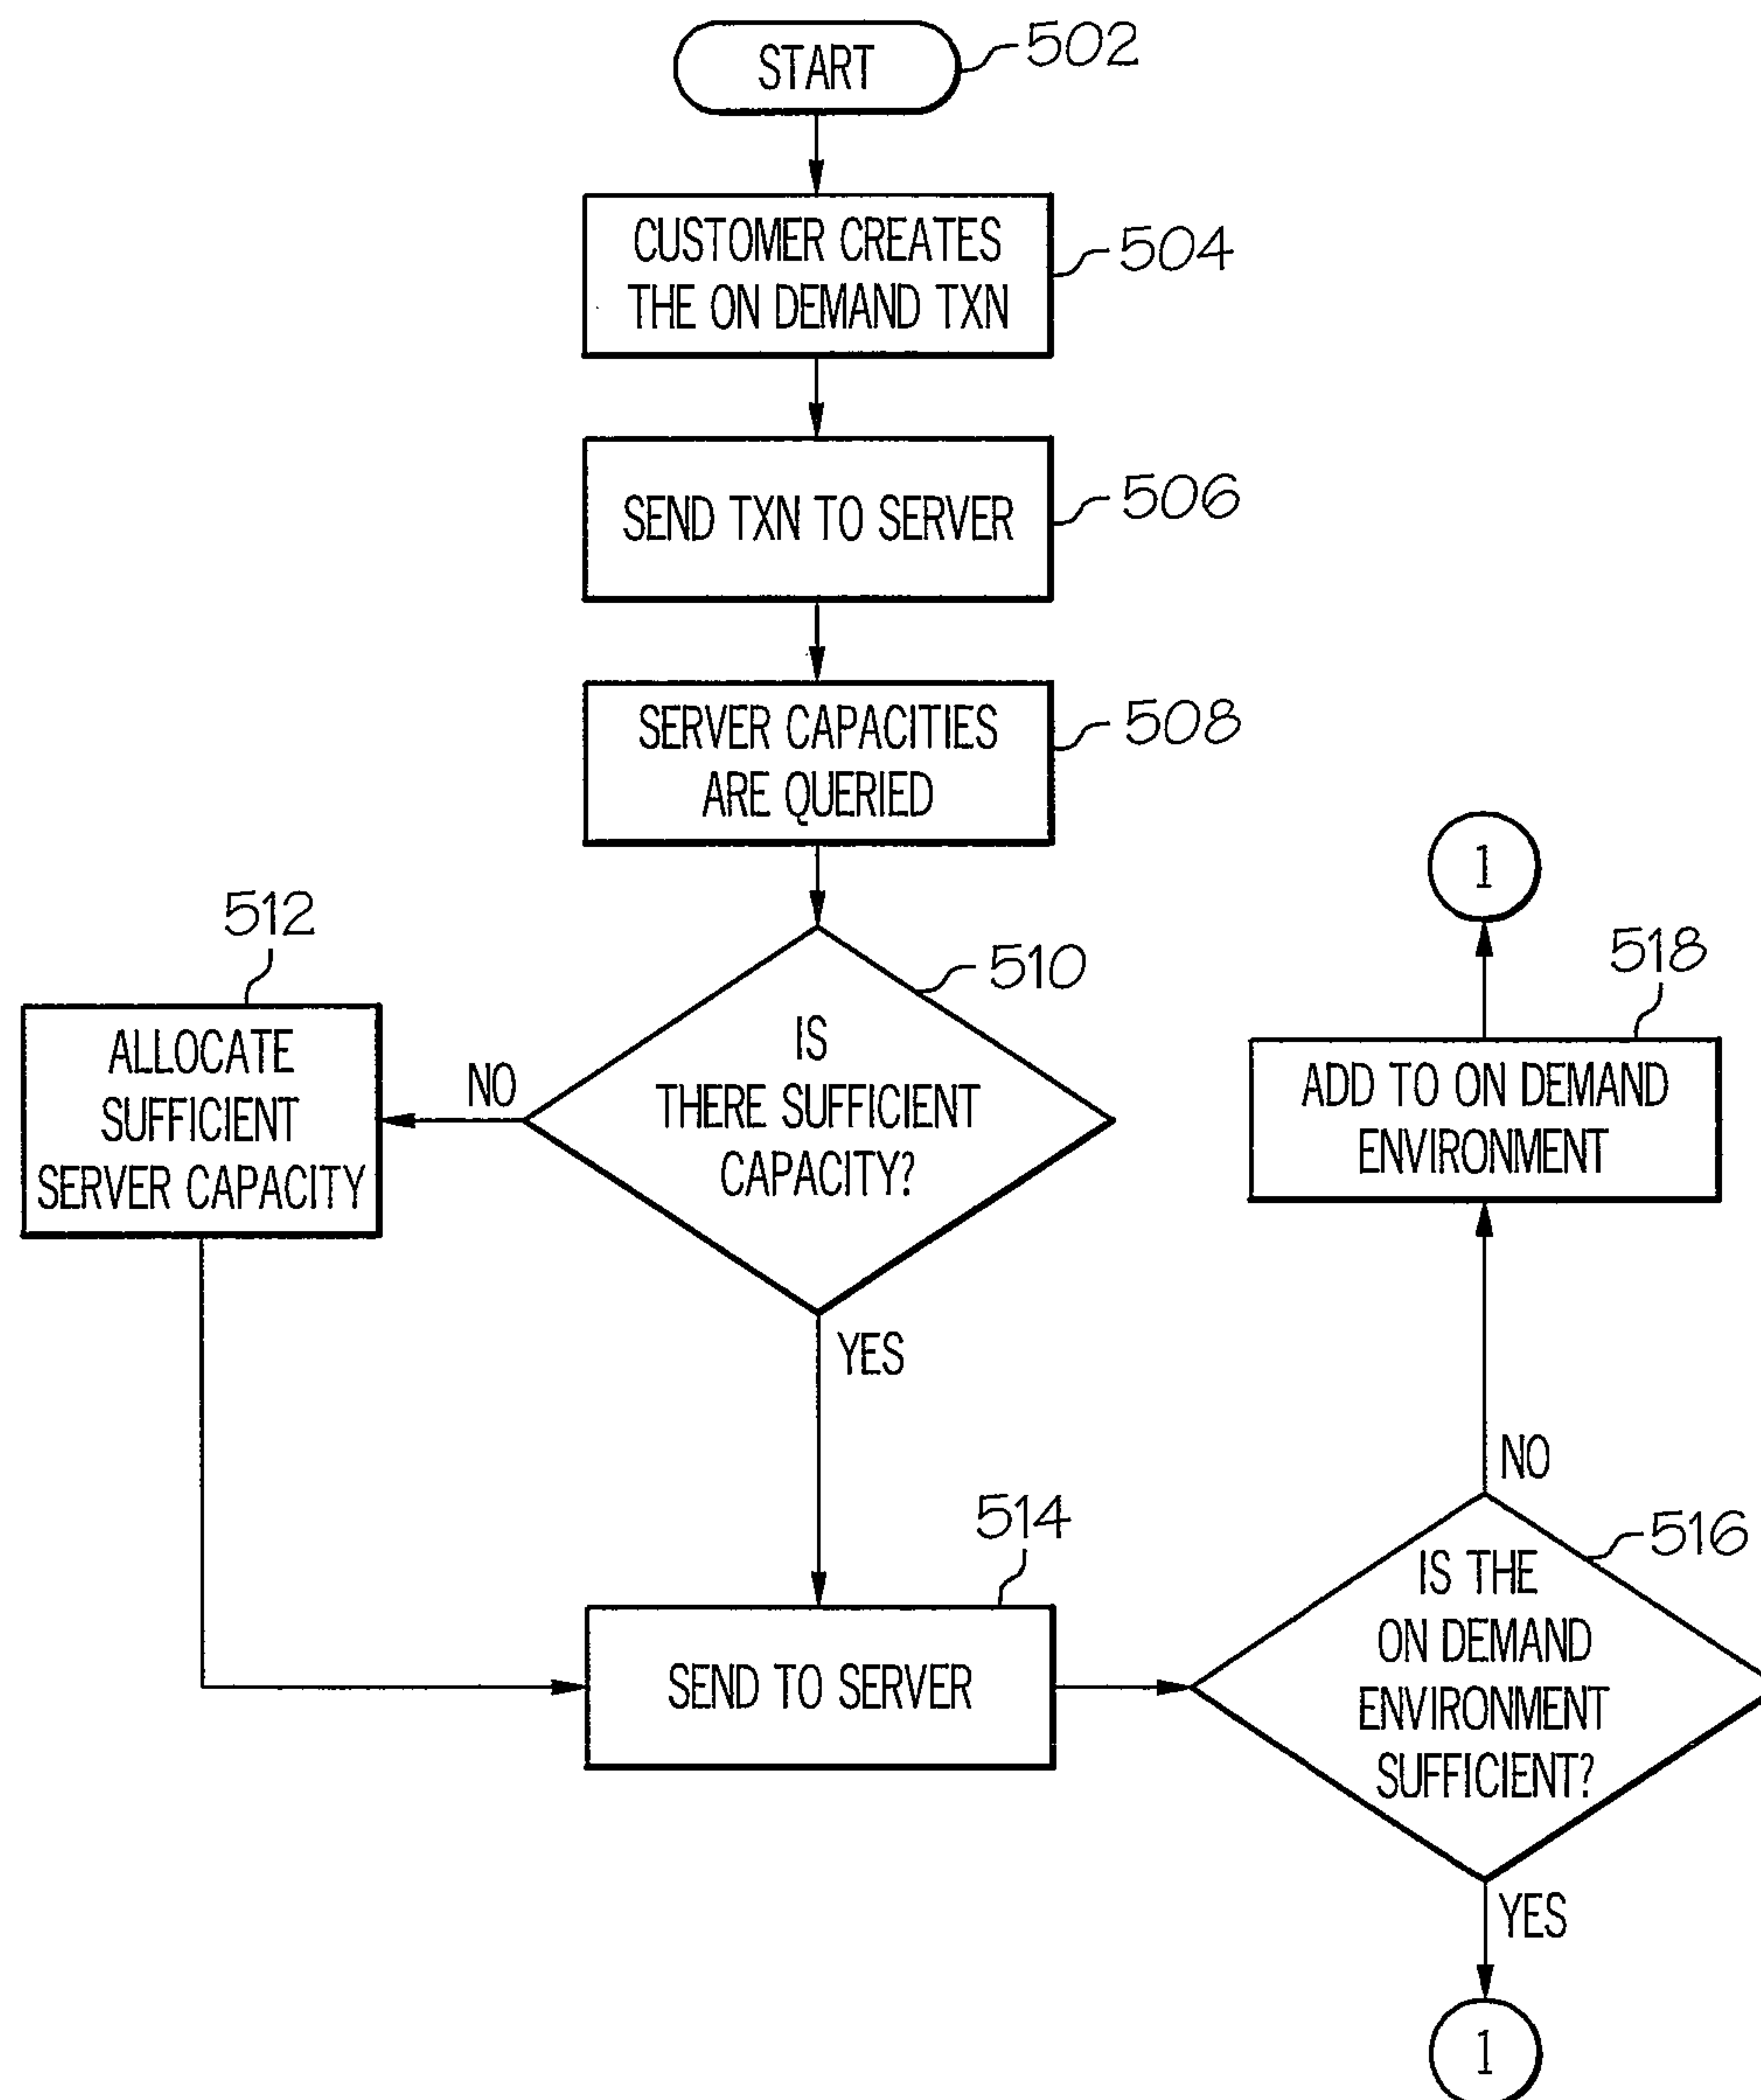 START
502
CUSTOMER CREATES
THE ON DEMAND TXN
504
SEND TXN TO SERVER
506
SERVER CAPACITIES
ARE QUERIED
508
512
ALLOCATE
SUFFICIENT
SERVER CAPACITY
NO
510
IS
THERE SUFFICIENT
CAPACITY?
YES
514
SEND TO SERVER
516
IS THE
ON DEMAND
ENVIRONMENT
SUFFICIENT?
NO
518
ADD TO ON DEMAND
ENVIRONMENT
1
YES
1